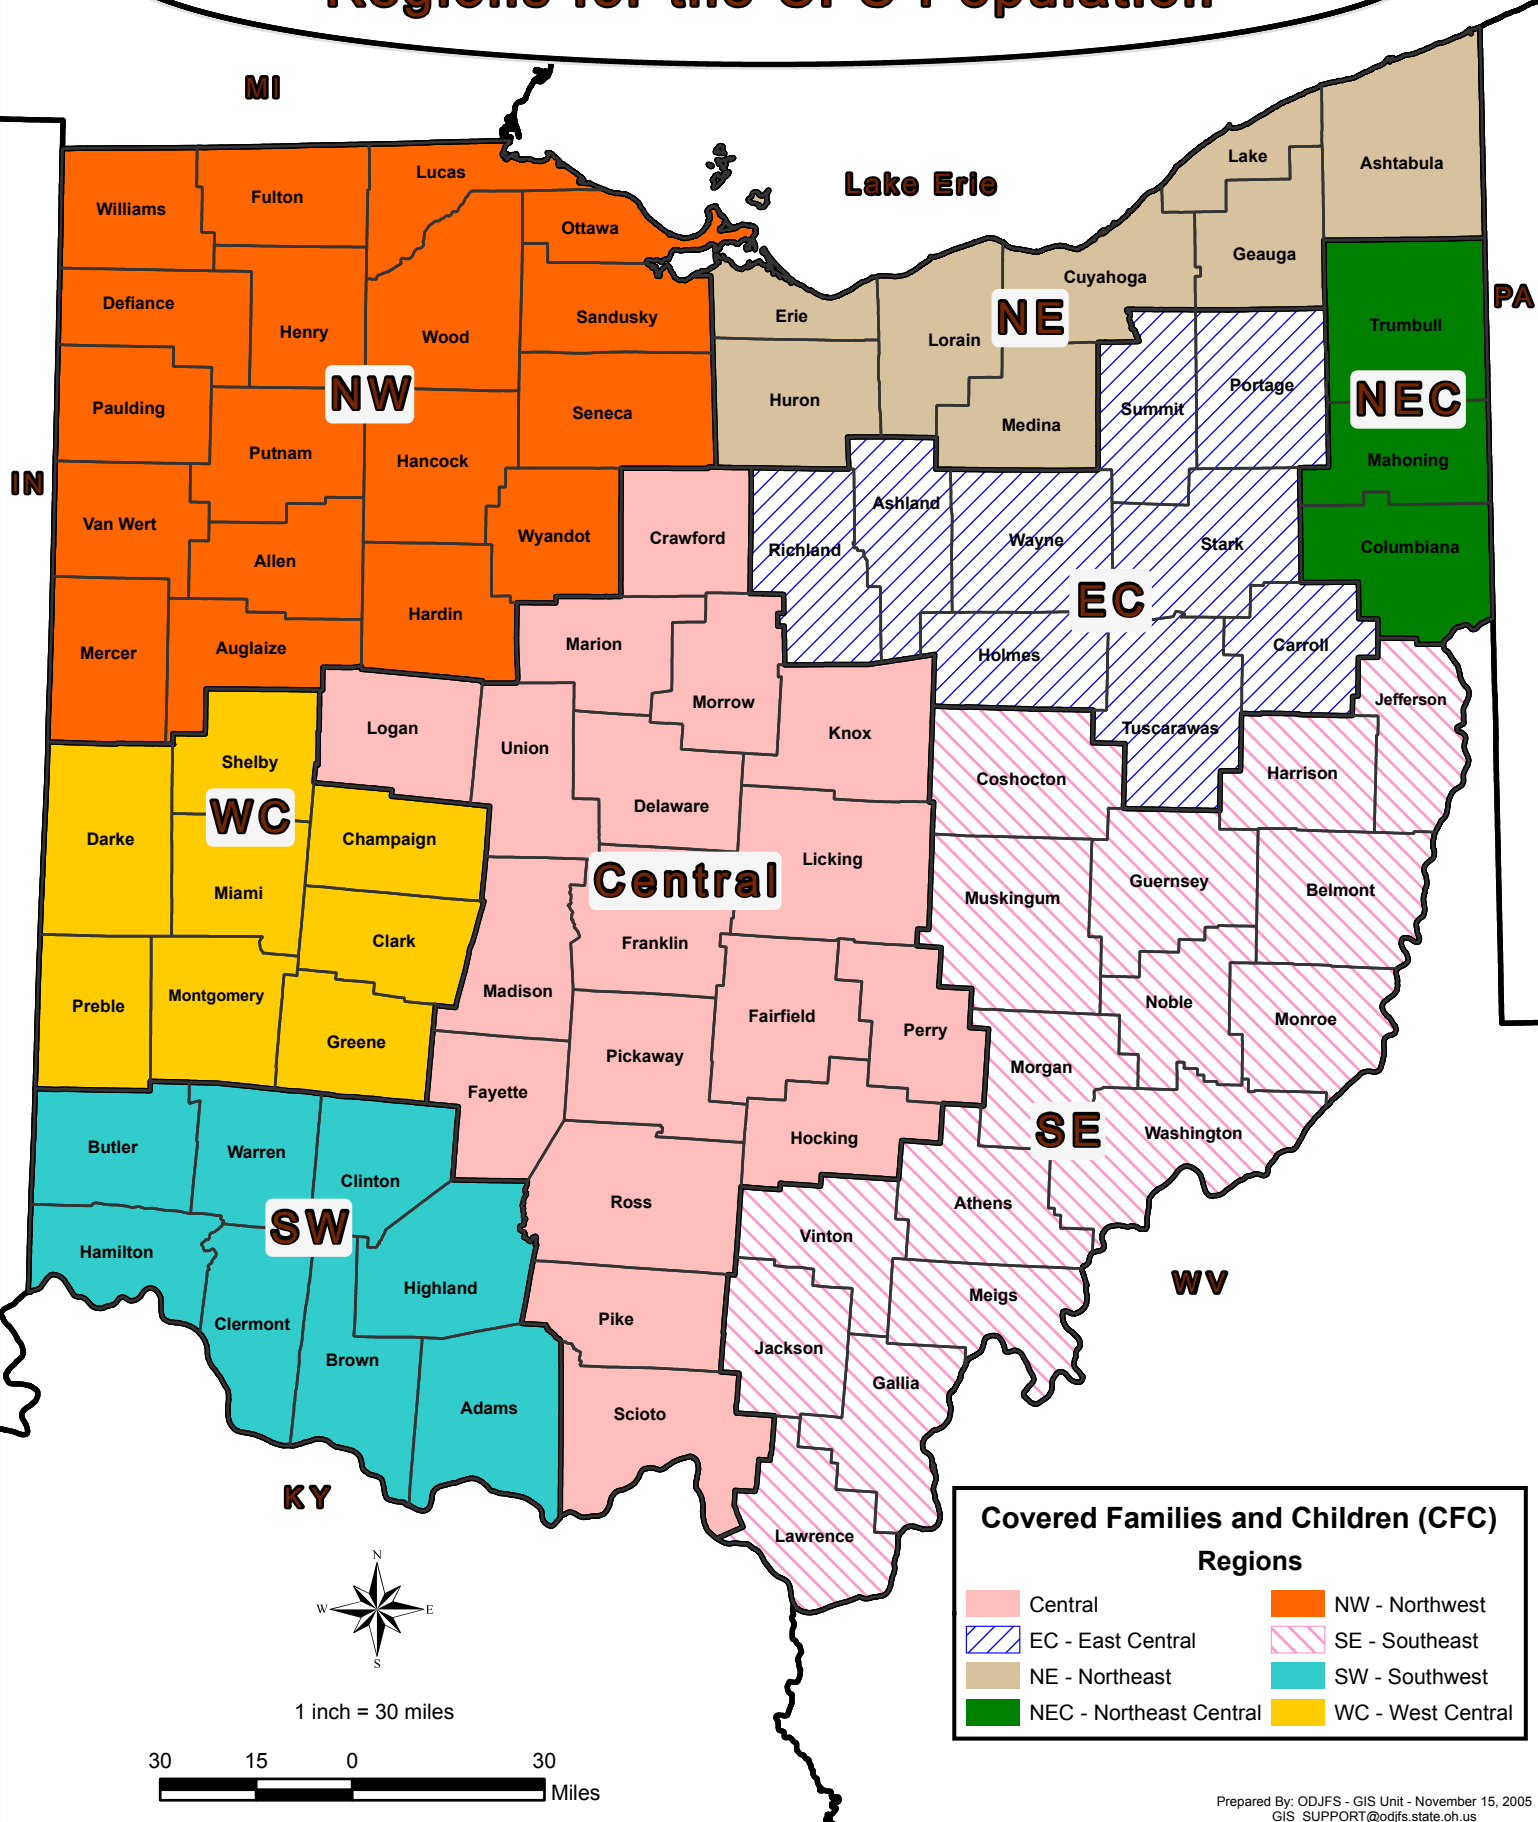 Regions for the CFC Population
MI
Lake Erie
Lake
Ashtabula
Lucas
Fulton
Williams
Ottawa
Geauga
Cuyahoga
PA
Defiance
Henry
Wood
Sandusky
Erie
NE
Lorain
Trumbull
NW
Paulding
Seneca
Huron
Medina
Summit
Portage
NEC
Putnam
Hancock
Mahoning
IN
Van Wert
Allen
Wyandot
Crawford
Richland
Ashland
Wayne
Stark
Columbiana
EC
Mercer
Auglaize
Hardin
Marion
Holmes
Carroll
Morrow
Jefferson
Logan
Union
Knox
Tuscarawas
Shelby
Coshocton
Harrison
WC
Delaware
Darke
Champaign
Licking
Central
Miami
Muskingum
Guernsey
Belmont
Clark
Franklin
Preble
Montgomery
Madison
Fairfield
Perry
Noble
Monroe
Greene
Pickaway
Morgan
Fayette
SE
Butler
Warren
Hocking
Washington
Clinton
Ross
Athens
SW
Hamilton
Vinton
Highland
Meigs
WV
Clermont
Pike
Brown
Jackson
Gallia
Adams
Scioto
KY
Lawrence
Covered Families and Children (CFC)
Regions
Central
NW - Northwest
EC - East Central
SE - Southeast
NE - Northeast
SW - Southwest
NEC - Northeast Central
WC - West Central
N
W E
S
1 inch = 30 miles
30 15 0 30
Miles
Prepared By: ODJFS - GIS Unit - November 15, 2005
GIS_SUPPORT@odjfs.state.oh.us